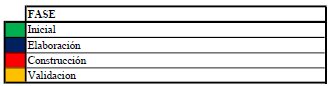 FASE
Inicial
Elaboración
Construcción
Validacion